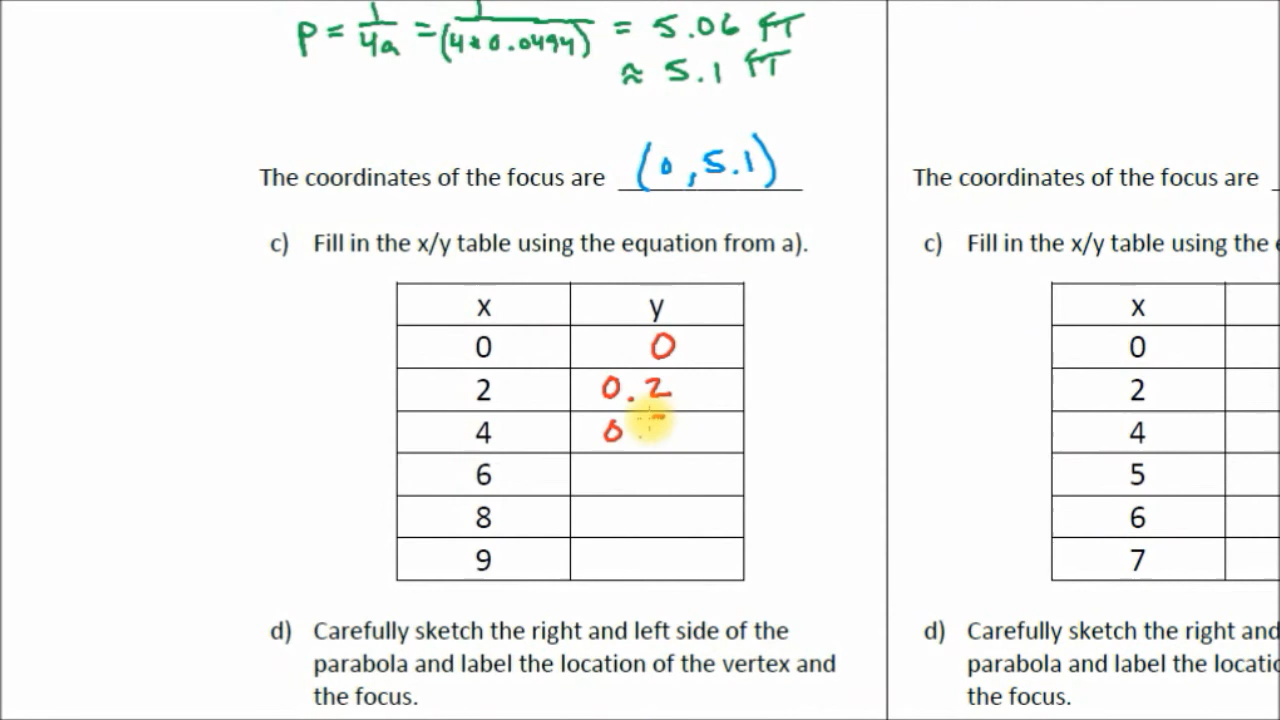 P = 1/4a = 1/(4*0.0494) = 5.06 FT
≈ 5.1 FT
The coordinates of the focus are (0, 5.1)
c) Fill in the x/y table using the equation from a).
x y
0 0
2 0.2
4 0
6
8
9
d) Carefully sketch the right and left side of the
parabola and label the location of the vertex and
the focus.
The coordinates of the focus are
c) Fill in the x/y table using the
x
0
2
4
5
6
7
d) Carefully sketch the right and
parabola and label the
the focus.